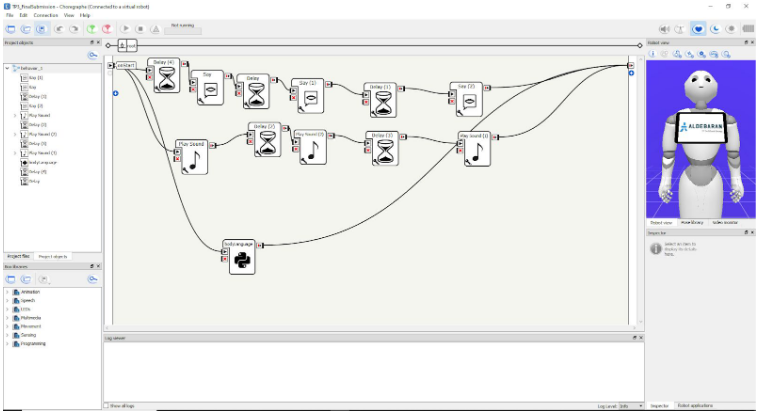 TP1_FinalSubmission - Choregraphe (Connected to a virtual robot)
File Edit Connection View Help
Not running
Project objects
root
Robot view
behavior_1
Say (1)
Say
Delay (1)
Say (2)
Play Sound
Delay (2)
Play Sound (2)
Delay (3)
Play Sound (3)
bodyLanguage
Delay (4)
Delay
onStart
Delay (4)
Say
Delay
Say (1)
Delay (1)
Say (2)
Play Sound
Delay (2)
Play Sound (2)
Delay (3)
Play Sound (3)
bodyLanguage
ALDEBARAN
Robot view Pose library Video monitor
Inspector
Select an item to display its details here.
Project files Project objects
Box libraries
Animation
Speech
LEDs
Multimedia
Movement
Sensing
Programming
Log viewer
Show all logs
Log Level: Info
Inspector Robot applications